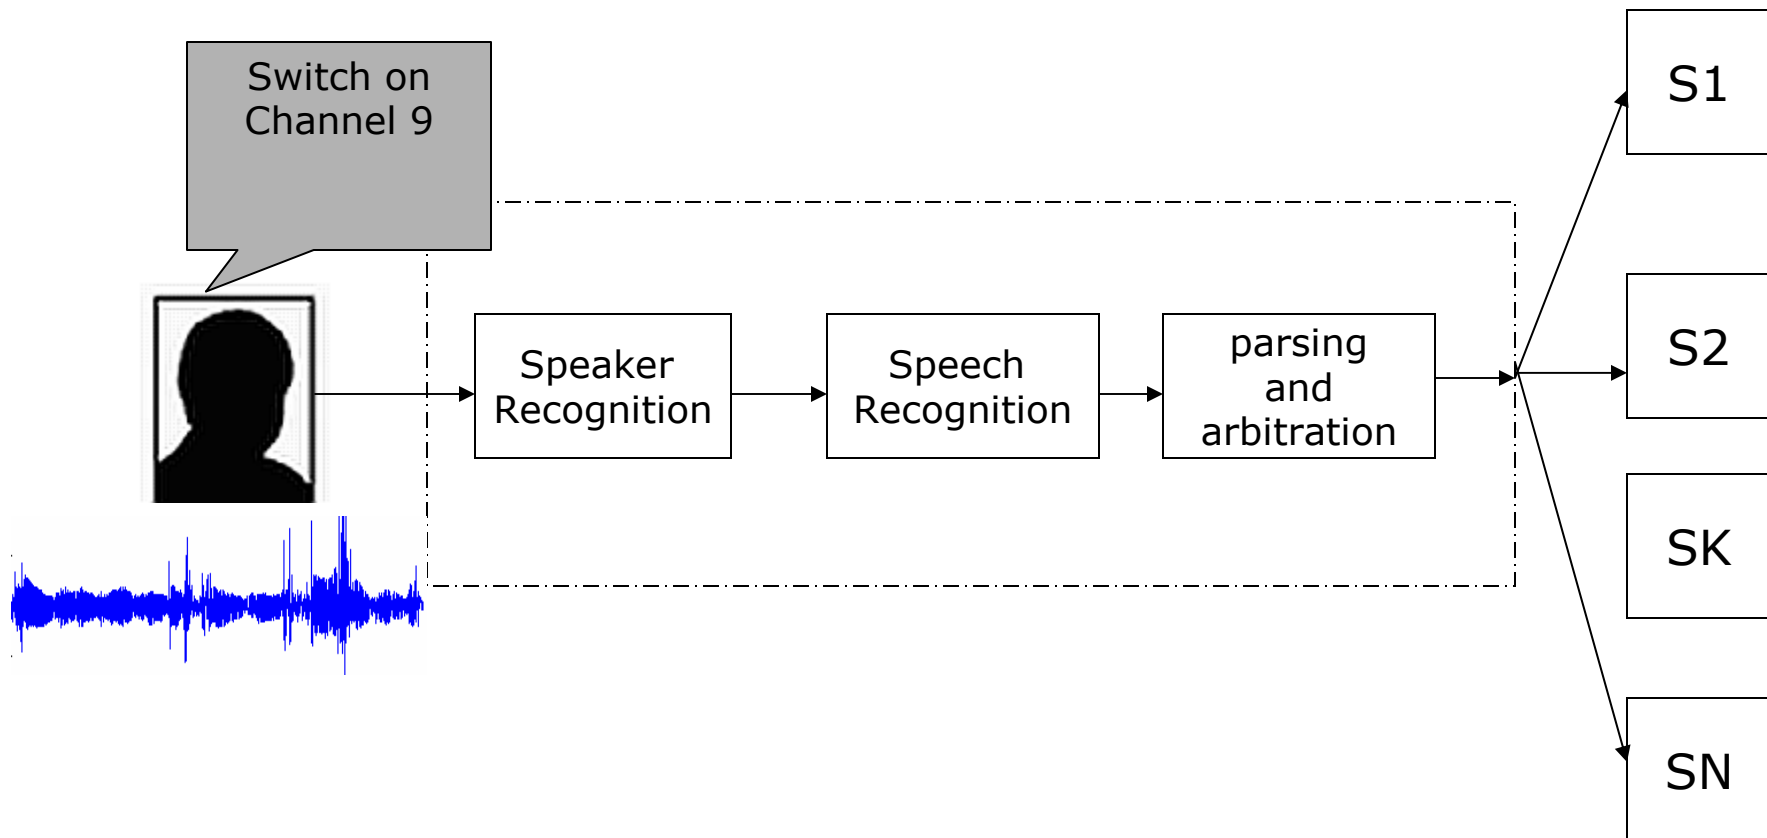 Switch on
Channel 9
Speaker
Recognition
Speech
Recognition
parsing
and
arbitration
S1
S2
SK
SN